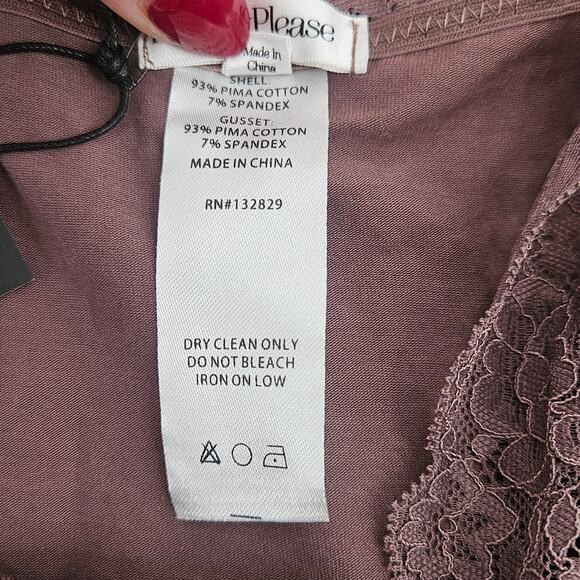 Please
Made In
China
SHELL:
93% PIMA COTTON
7% SPANDEX
GUSSET:
93% PIMA COTTON
7% SPANDEX
MADE IN CHINA
RN#132829
DRY CLEAN ONLY
DO NOT BLEACH
IRON ON LOW